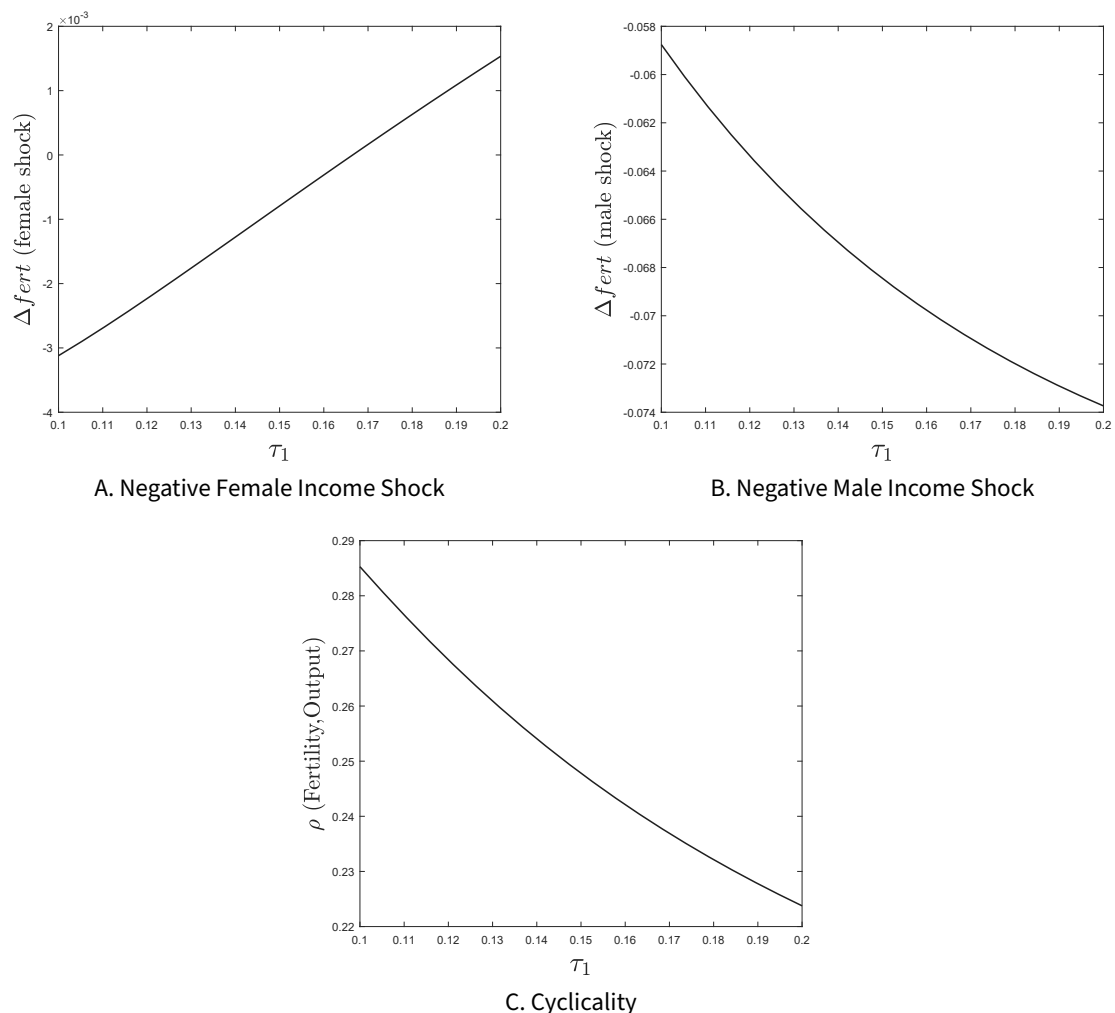 ×10⁻³
2
1
0
-1
-2
-3
-4
Δfert (female shock)
0.1 0.11 0.12 0.13 0.14 0.15 0.16 0.17 0.18 0.19 0.2
τ₁
A. Negative Female Income Shock
-0.058
-0.06
-0.062
-0.064
-0.066
-0.068
-0.07
-0.072
-0.074
Δfert (male shock)
0.1 0.11 0.12 0.13 0.14 0.15 0.16 0.17 0.18 0.19 0.2
τ₁
B. Negative Male Income Shock
0.29
0.28
0.27
0.26
0.25
0.24
0.23
0.22
ρ (Fertility,Output)
0.1 0.11 0.12 0.13 0.14 0.15 0.16 0.17 0.18 0.19 0.2
τ₁
C. Cyclicality